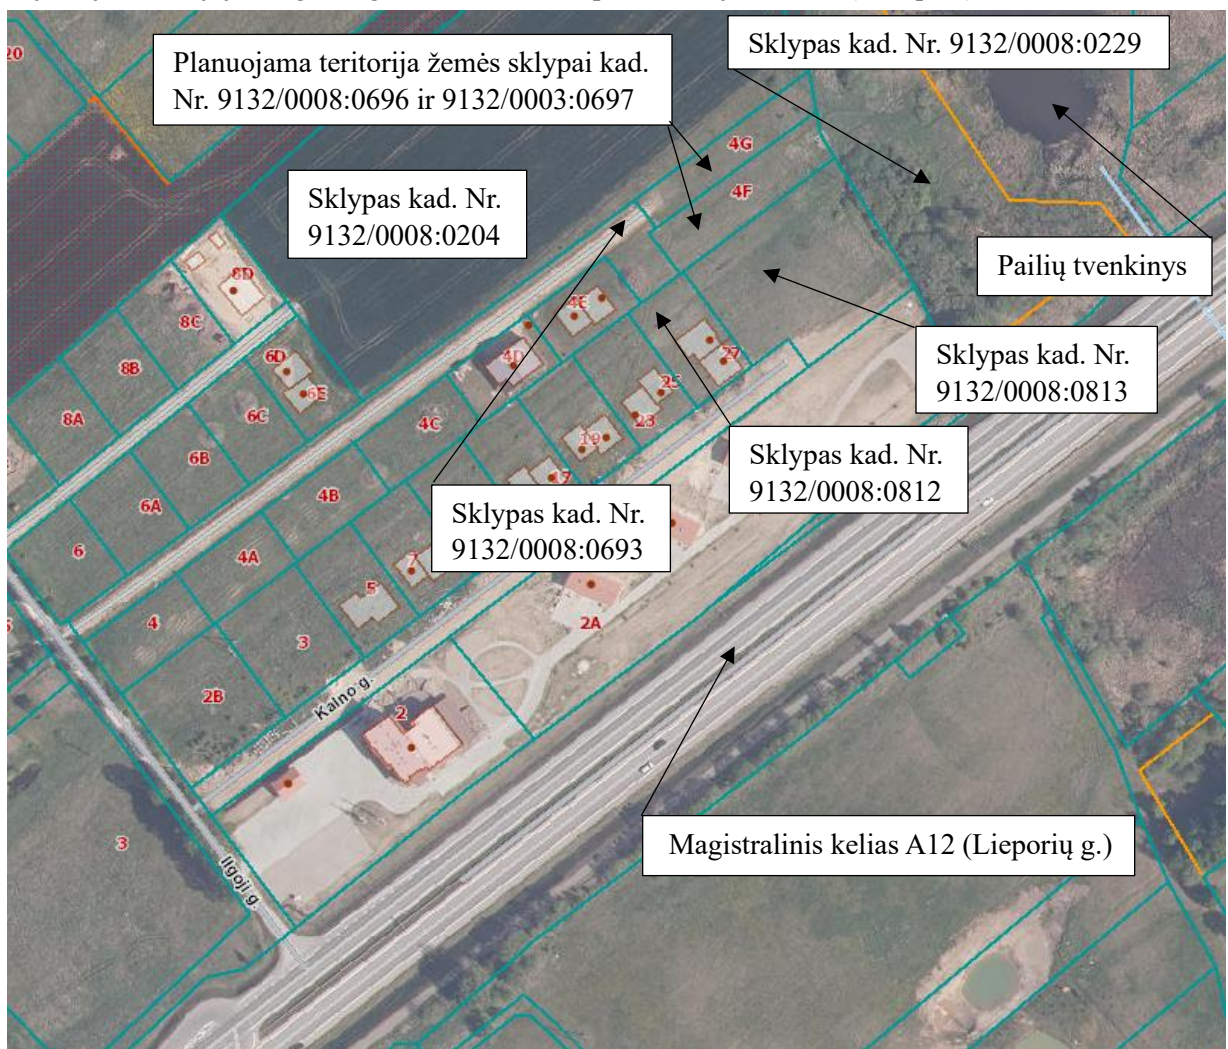 Sklypas kad. Nr. 9132/0008:0229
Planuojama teritorija žemės sklypai kad.
Nr. 9132/0008:0696 ir 9132/0003:0697
20
4G
4F
Sklypas kad. Nr.
9132/0008:0204
Pailių tvenkinys
8D
8C
8B
8A
6D
6E
6C
6B
6A
6
4E
4D
4C
4B
4A
4
27
25
23
19
17
Sklypas kad. Nr.
9132/0008:0813
Sklypas kad. Nr.
9132/0008:0812
Sklypas kad. Nr.
9132/0008:0693
7
5
3
2B
2A
Kalno g.
2
3
Ilgoji g.
Magistralinis kelias A12 (Lieporių g.)